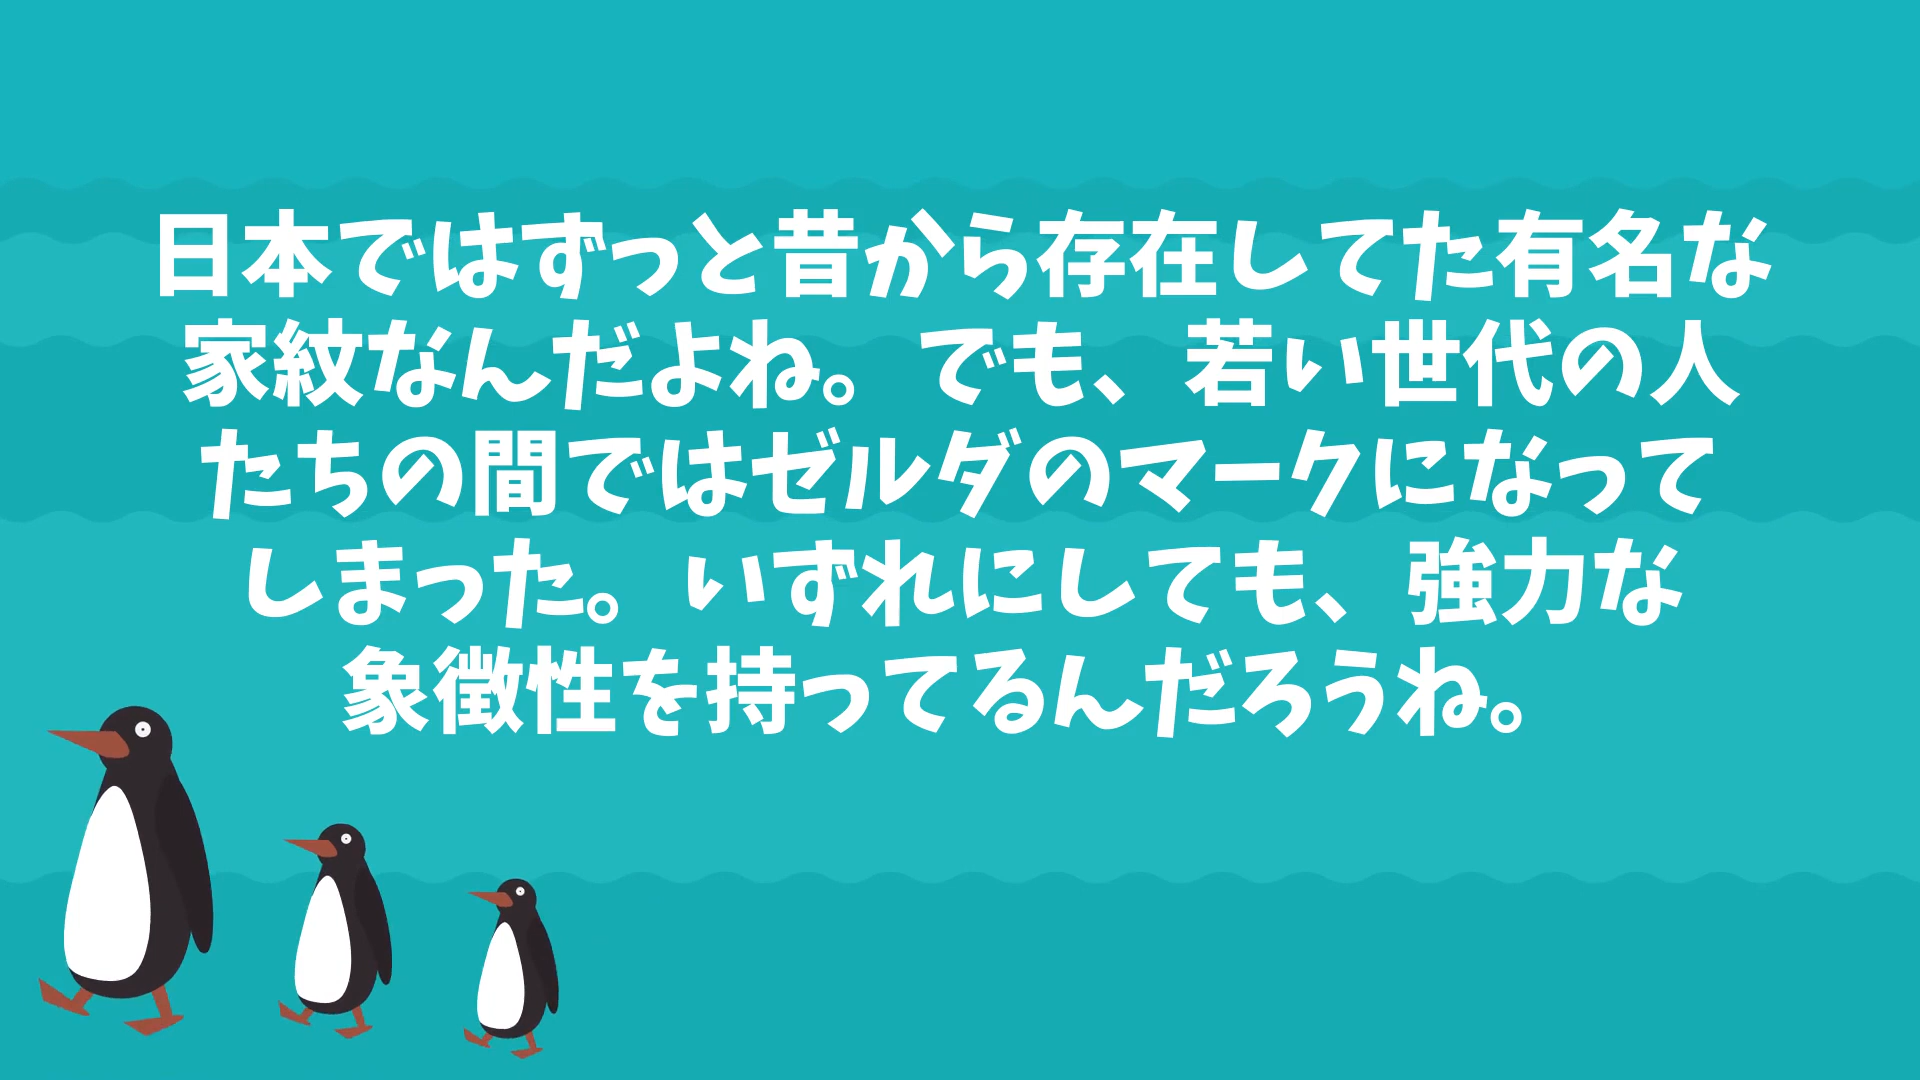 日本ではずっと昔から存在してた有名な
家紋なんだよね。でも、若い世代の人
たちの間ではゼルダのマークになって
しまった。いずれにしても、強力な
象徴性を持ってるんだろうね。